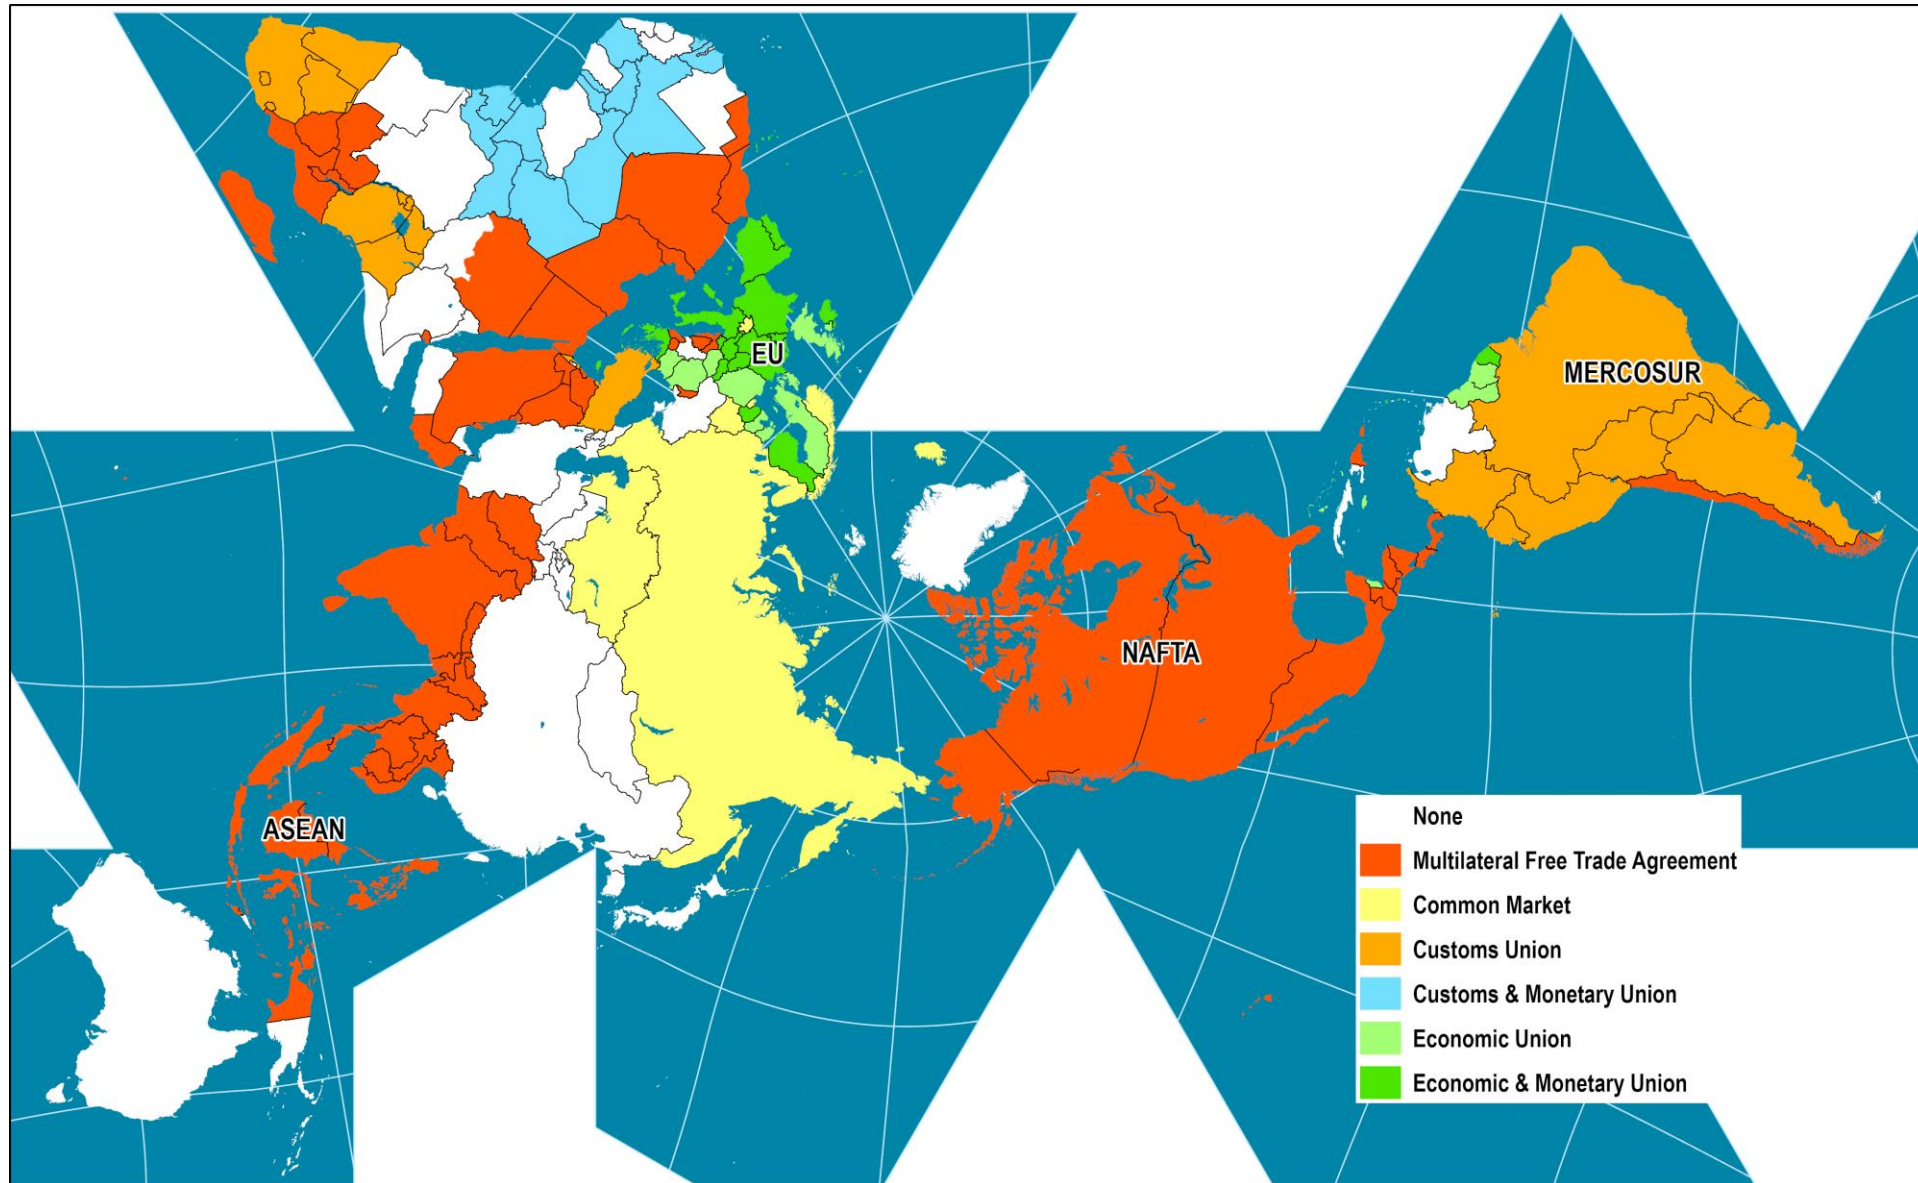 EU
MERCOSUR
NAFTA
ASEAN
None
Multilateral Free Trade Agreement
Common Market
Customs Union
Customs & Monetary Union
Economic Union
Economic & Monetary Union